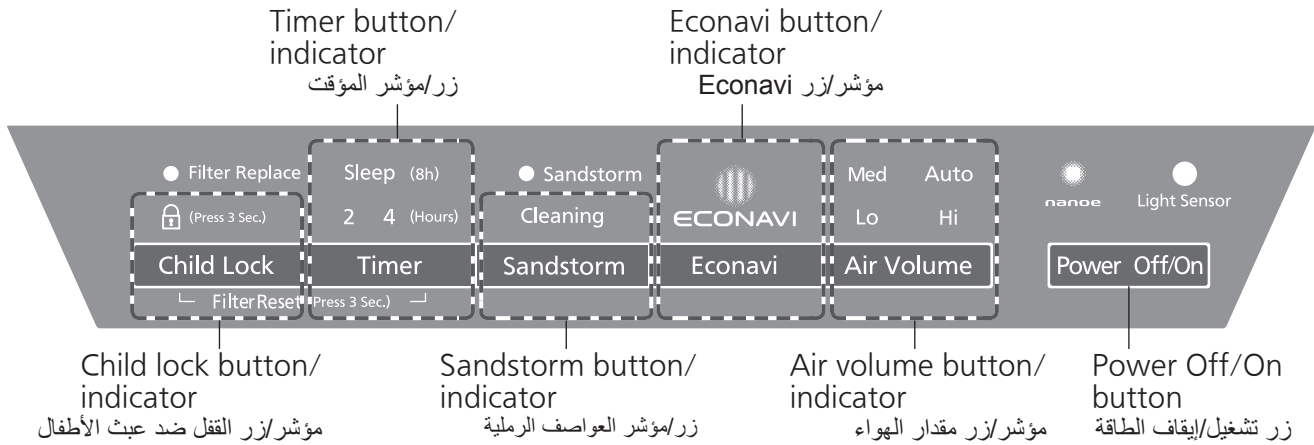 Timer button/
indicator
زر/مؤشر المؤقت
Econavi button/
indicator
مؤشر/زر Econavi
Filter Replace
Sleep (8h)
Sandstorm
Med Auto
nanoe
Light Sensor
(Press 3 Sec.)
2 4 (Hours)
Cleaning
ECONAVI
Lo Hi
Child Lock
Timer
Sandstorm
Econavi
Air Volume
Power Off/On
FilterReset (Press 3 Sec.)
Child lock button/
indicator
مؤشر/زر القفل ضد عبث الأطفال
Sandstorm button/
indicator
زر/مؤشر العواصف الرملية
Air volume button/
indicator
مؤشر/زر مقدار الهواء
Power Off/On
button
زر تشغيل/إيقاف الطاقة